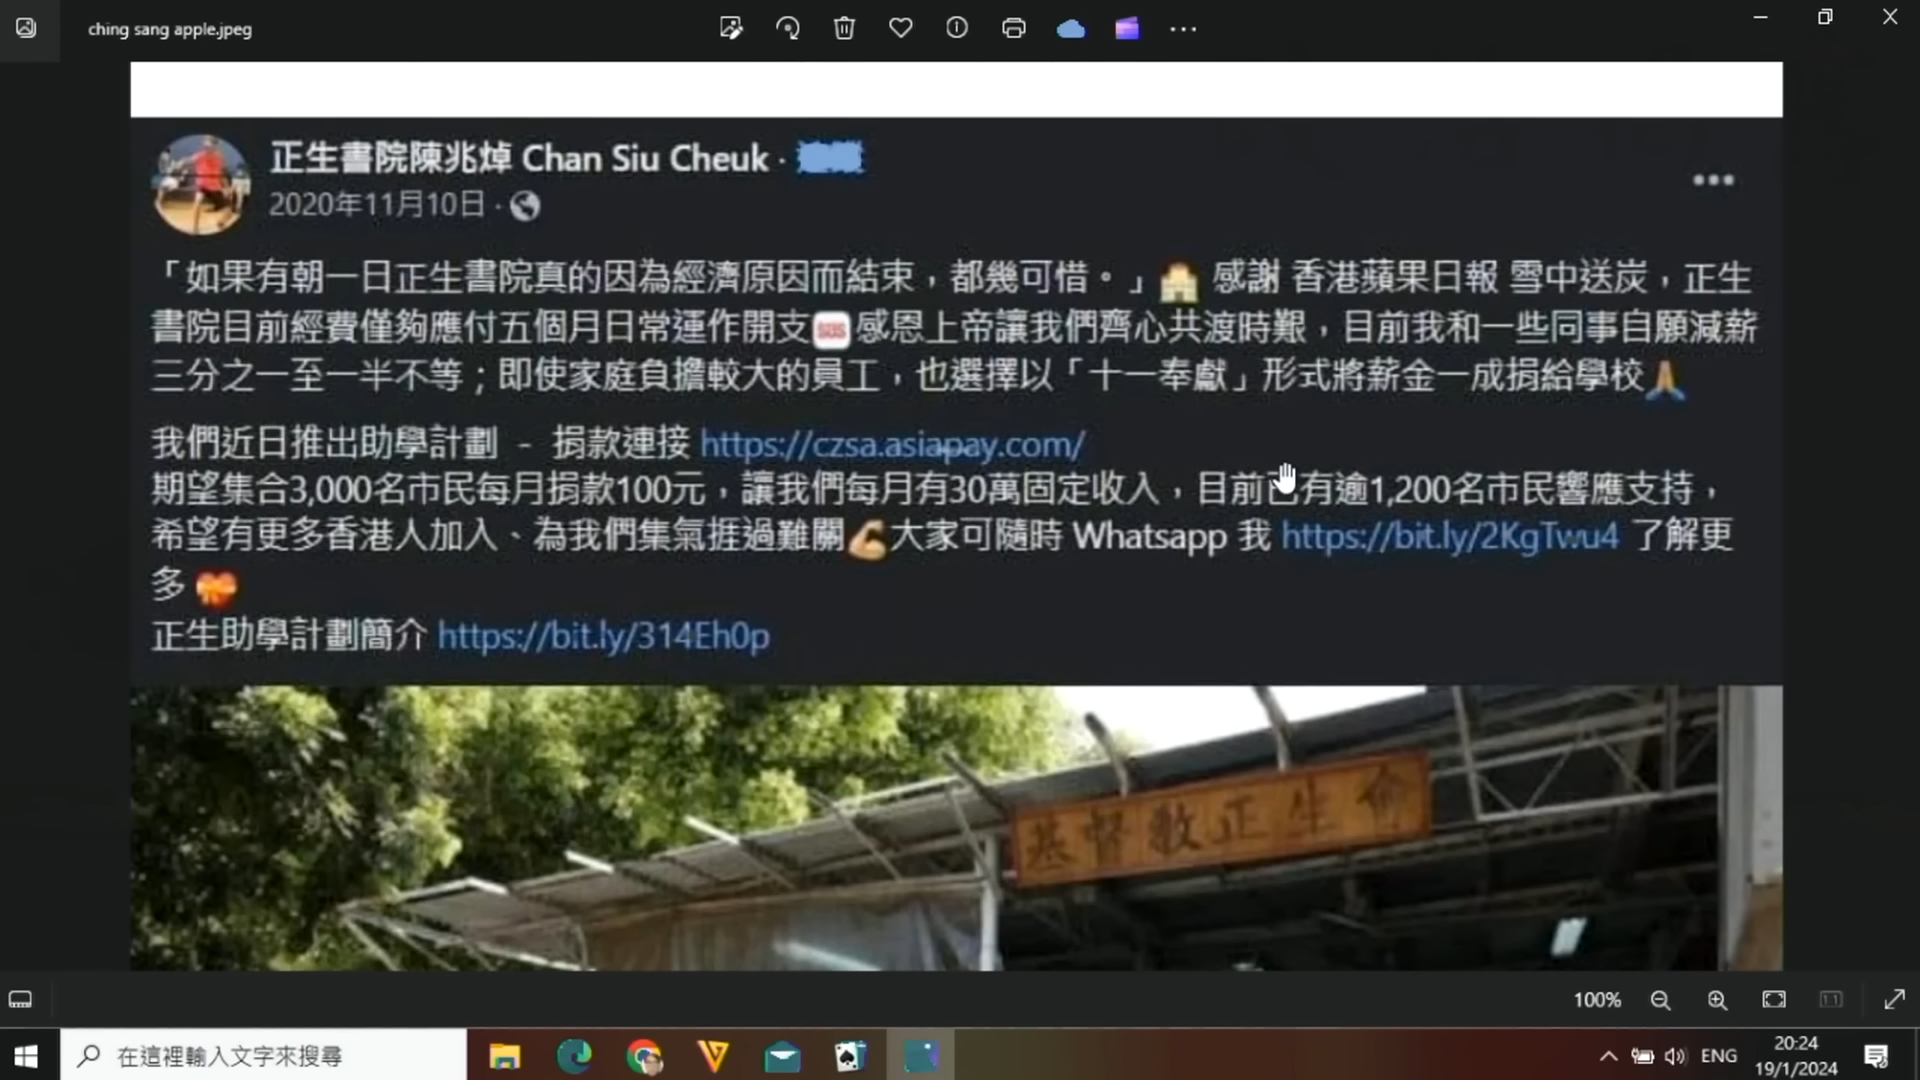 ching sang apple.jpeg
正生書院陳兆焯 Chan Siu Cheuk ·
2020年11月10日 ·
「如果有朝一日正生書院真的因為經濟原因而結束，都幾可惜。」 感謝 香港蘋果日報 雪中送炭，正生
書院目前經費僅夠應付五個月日常運作開支 SOS 感恩上帝讓我們齊心共渡時艱，目前我和一些同事自願減薪
三分之一至一半不等；即使家庭負擔較大的員工，也選擇以「十一奉獻」形式將薪金一成捐給學校
我們近日推出助學計劃 - 捐款連接 https://czsa.asiapay.com/
期望集合3,000名市民每月捐款100元，讓我們每月有30萬固定收入，目前已有逾1,200名市民響應支持，
希望有更多香港人加入、為我們集氣捱過難關 大家可隨時 Whatsapp 我 https://bit.ly/2KgTwu4 了解更
多
正生助學計劃簡介 https://bit.ly/314Eh0p
基督教正生會
100%
在這裡輸入文字來搜尋
ENG
20:24
19/1/2024